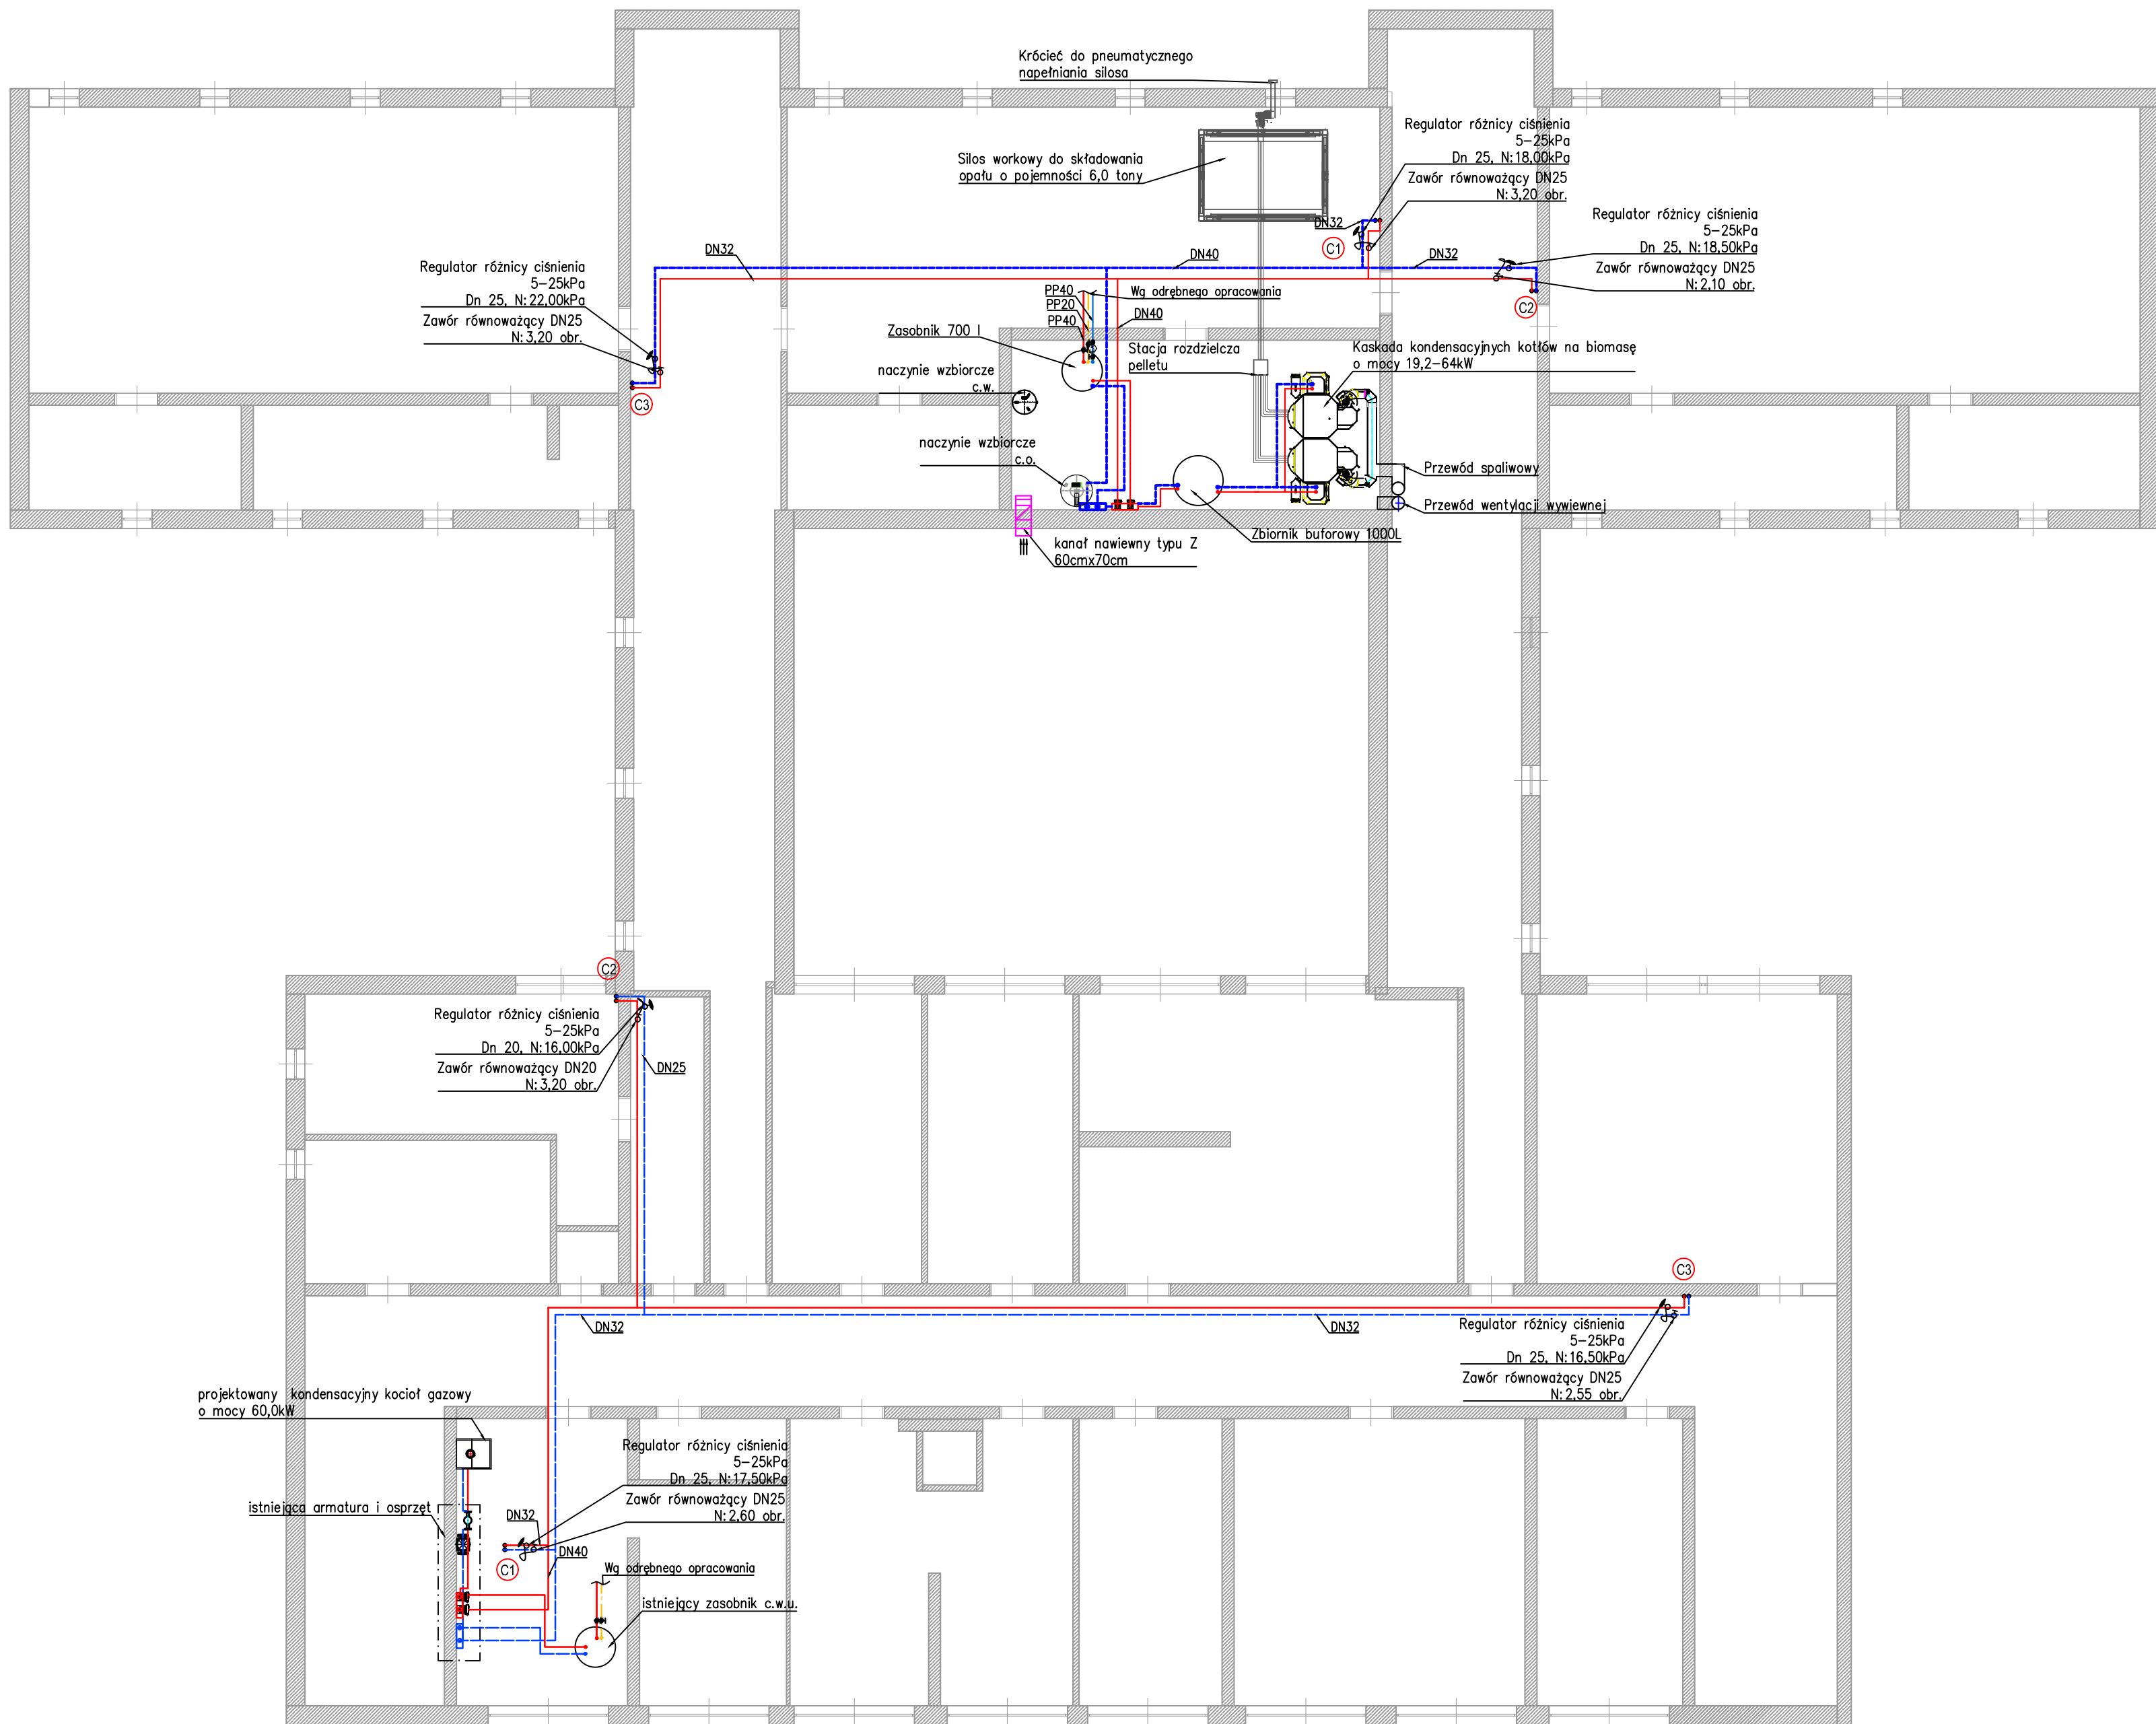 Króciec do pneumatycznego
napełniania silosa
Silos workowy do składowania
opału o pojemności 6,0 tony
Regulator różnicy ciśnienia
5-25kPa
Dn 25, N:18,00kPa
Zawór równoważący DN25
N:3,20 obr.
DN32
C1
Regulator różnicy ciśnienia
5-25kPa
Dn 25, N:18,50kPa
Zawór równoważący DN25
N:2,10 obr.
C2
DN32
DN40
DN32
Regulator różnicy ciśnienia
5-25kPa
Dn 25, N:22,00kPa
Zawór równoważący DN25
N:3,20 obr.
C3
PP40
PP20
PP40
Wg odrębnego opracowania
DN40
Zasobnik 700 l
Stacja rozdzielcza
pelletu
Kaskada kondensacyjnych kotłów na biomasę
o mocy 19,2-64kW
naczynie wzbiorcze
c.w.
naczynie wzbiorcze
c.o.
Przewód spaliwowy
Przewód wentylacji wywiewnej
Zbiornik buforowy 1000L
kanał nawiewny typu Z
60cmx70cm
C2
Regulator różnicy ciśnienia
5-25kPa
Dn 20, N:16,00kPa
Zawór równoważący DN20
N:3,20 obr.
DN25
C3
DN32
DN32
Regulator różnicy ciśnienia
5-25kPa
Dn 25, N:16,50kPa
Zawór równoważący DN25
N:2,55 obr.
projektowany kondensacyjny kocioł gazowy
o mocy 60,0kW
Regulator różnicy ciśnienia
5-25kPa
Dn 25, N:17,50kPa
Zawór równoważący DN25
N:2,60 obr.
istniejąca armatura i osprzęt
DN32
DN40
C1
Wg odrębnego opracowania
istniejący zasobnik c.w.u.